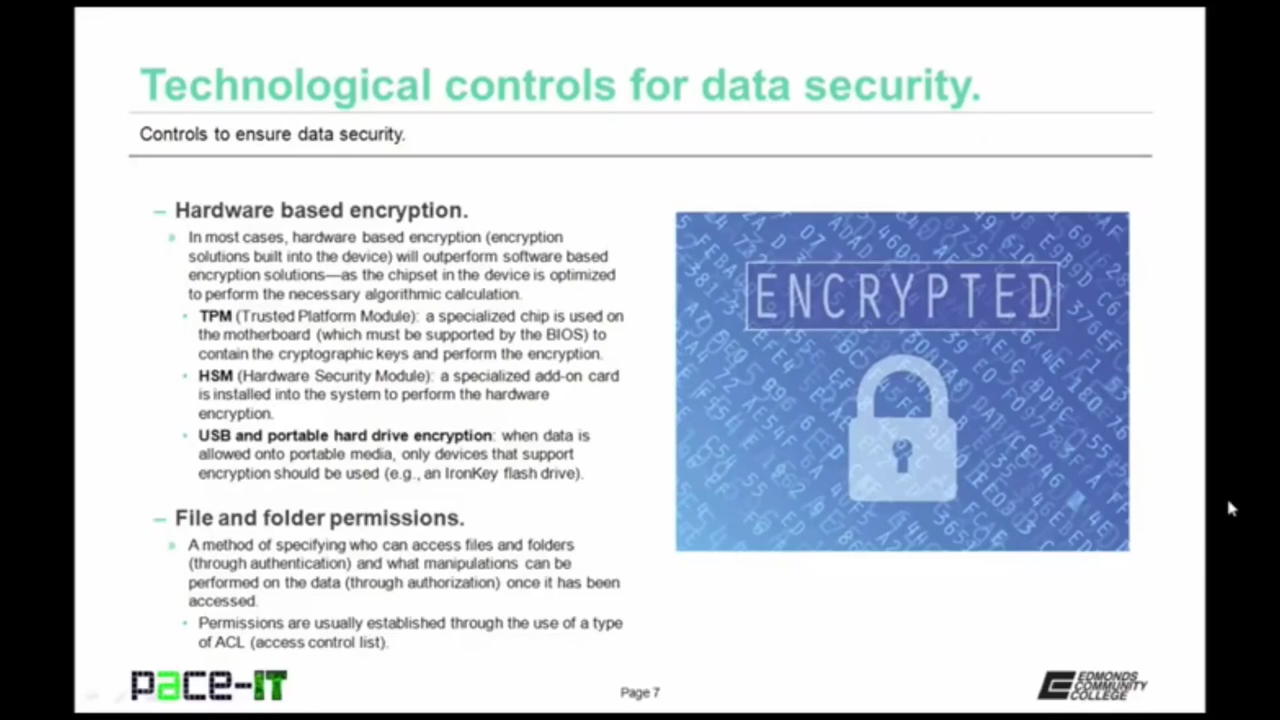 Technological controls for data security.
Controls to ensure data security.
– Hardware based encryption.
» In most cases, hardware based encryption (encryption
solutions built into the device) will outperform software based
encryption solutions—as the chipset in the device is optimized
to perform the necessary algorithmic calculation.
• TPM (Trusted Platform Module): a specialized chip is used on
the motherboard (which must be supported by the BIOS) to
contain the cryptographic keys and perform the encryption.
• HSM (Hardware Security Module): a specialized add-on card
is installed into the system to perform the hardware
encryption.
• USB and portable hard drive encryption: when data is
allowed onto portable media, only devices that support
encryption should be used (e.g., an IronKey flash drive).
– File and folder permissions.
» A method of specifying who can access files and folders
(through authentication) and what manipulations can be
performed on the data (through authorization) once it has been
accessed.
• Permissions are usually established through the use of a type
of ACL (access control list).
ENCRYPTED
pace-IT
Page 7
EDMONDS
COMMUNITY
COLLEGE